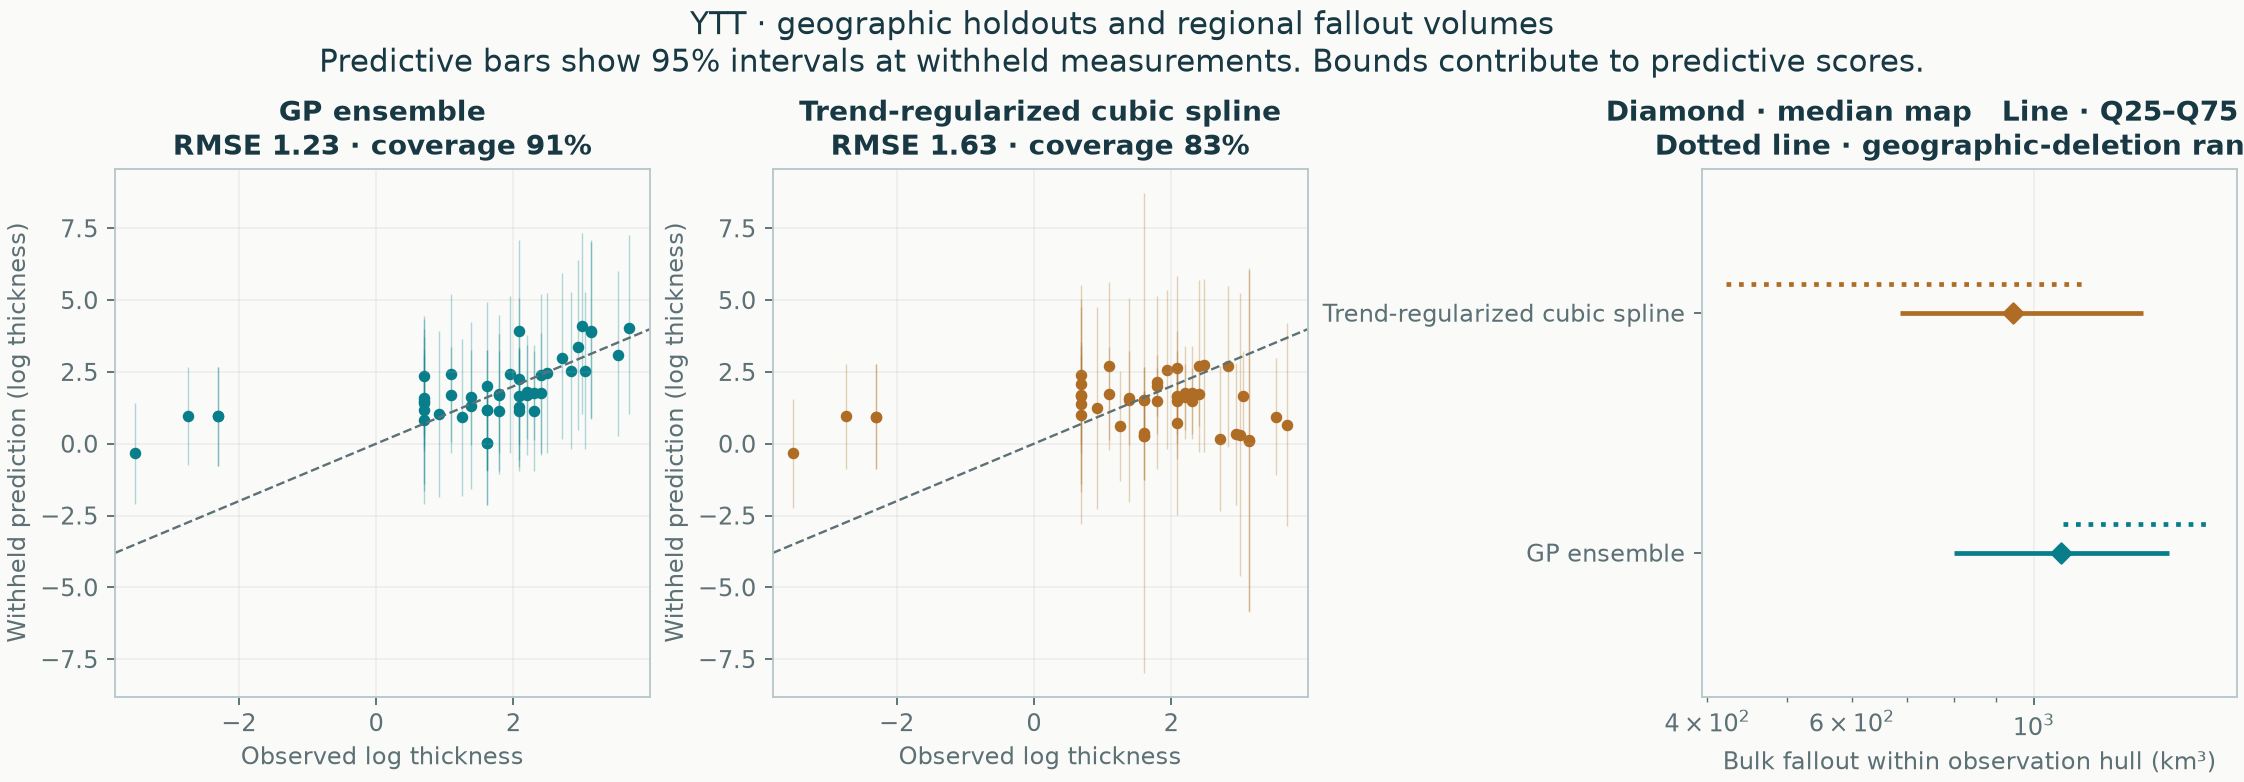 YTT · geographic holdouts and regional fallout volumes
Predictive bars show 95% intervals at withheld measurements. Bounds contribute to predictive scores.
GP ensemble
RMSE 1.23 · coverage 91%
Withheld prediction (log thickness)
7.5
5.0
2.5
0.0
−2.5
−5.0
−7.5
−2
0
2
Observed log thickness
Trend-regularized cubic spline
RMSE 1.63 · coverage 83%
Withheld prediction (log thickness)
7.5
5.0
2.5
0.0
−2.5
−5.0
−7.5
−2
0
2
Observed log thickness
Diamond · median map   Line · Q25–Q75
Dotted line · geographic-deletion ran
Trend-regularized cubic spline
GP ensemble
4 × 10²
6 × 10²
10³
Bulk fallout within observation hull (km³)